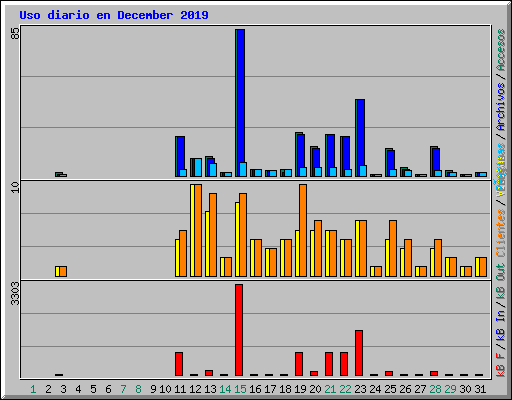 Uso diario en December 2019
85
10
3303
Accesos / Archivos / Páginas
Clientes / V
kB F / kB In / kB Out
1 2 3 4 5 6 7 8 9 10 11 12 13 14 15 16 17 18 19 20 21 22 23 24 25 26 27 28 29 30 31